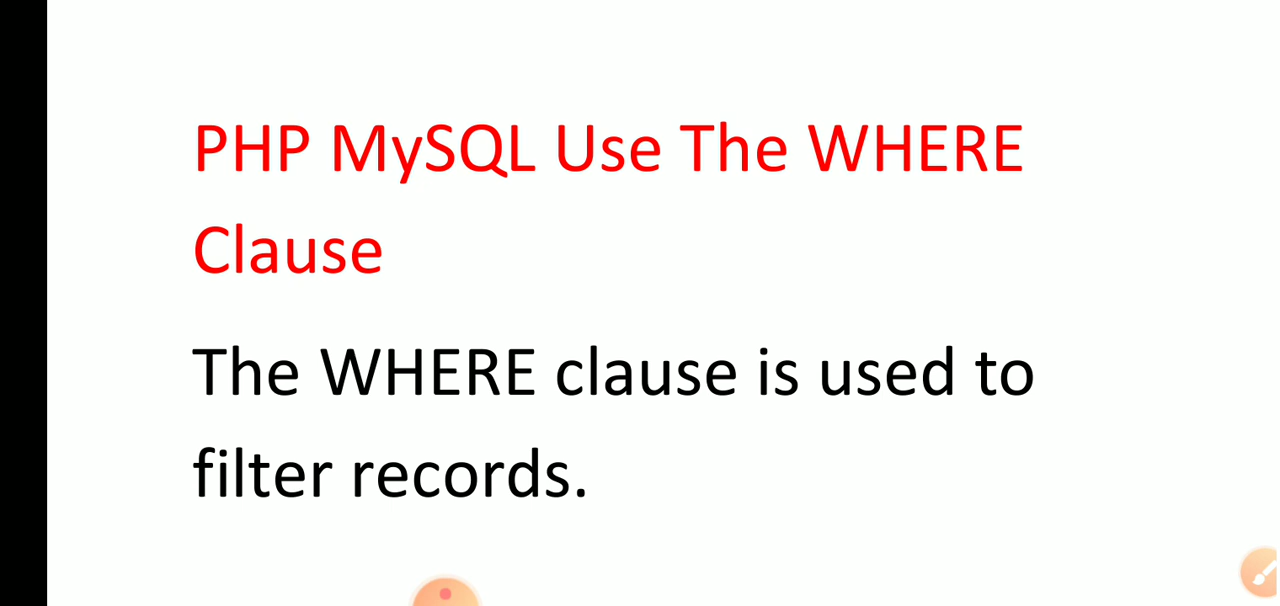 PHP MySQL Use The WHERE
Clause
The WHERE clause is used to
filter records.